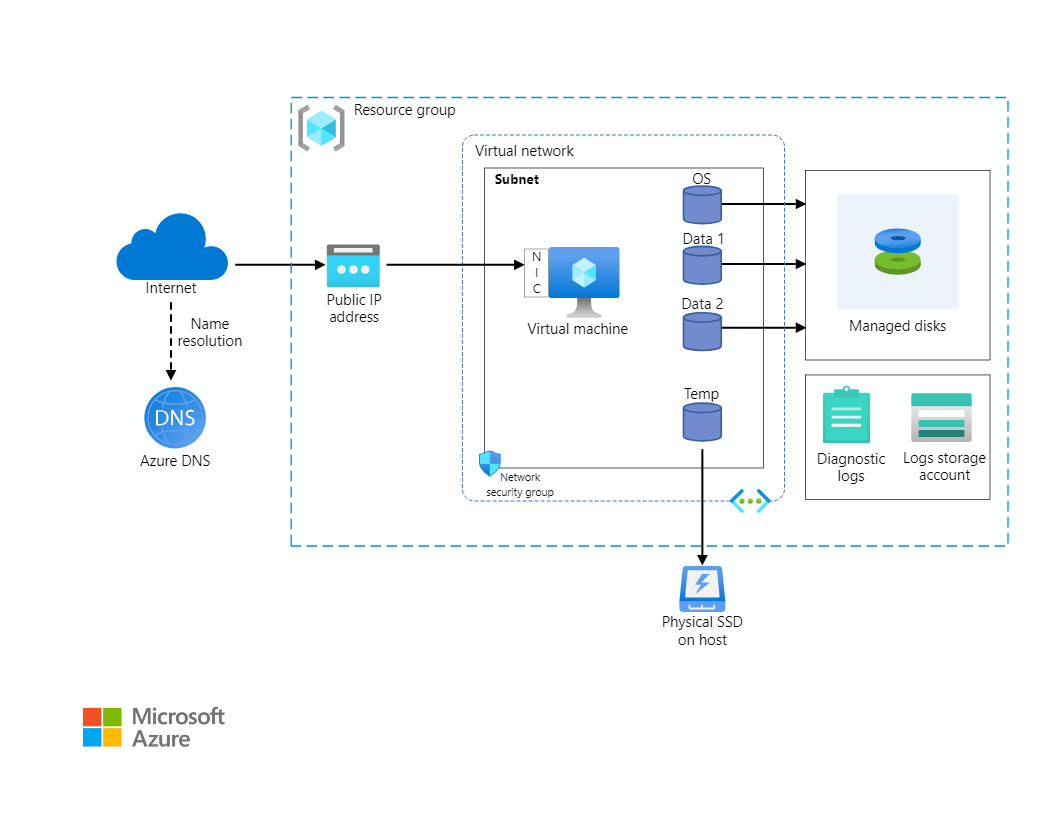 Resource group
Virtual network
Subnet
OS
Data 1
Data 2
Temp
N
I
C
Virtual machine
Internet
Name
resolution
DNS
Azure DNS
Public IP
address
Managed disks
Diagnostic
logs
Logs storage
account
Network
security group
Physical SSD
on host
Microsoft
Azure